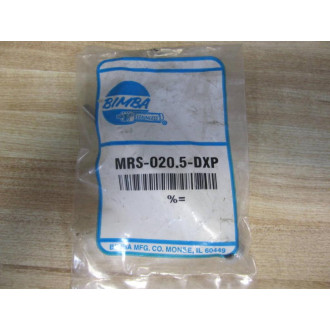 BIMBA
®
MRS-020.5-DXP
%=
BIMBA MFG. CO. MONEE, IL 60449